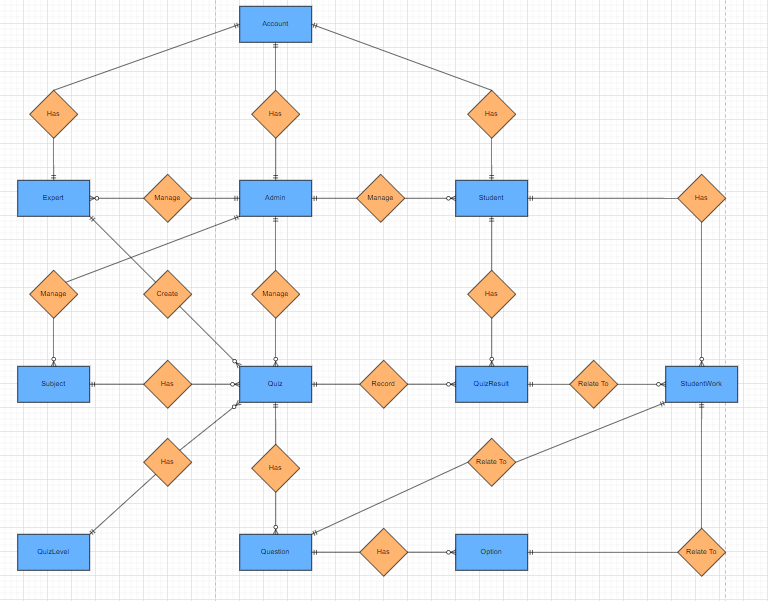 Account
Has
Has
Has
Expert
Manage
Admin
Manage
Student
Has
Manage
Create
Manage
Has
Subject
Has
Quiz
Record
QuizResult
Relate To
StudentWork
Has
Has
Relate To
QuizLevel
Question
Has
Option
Relate To